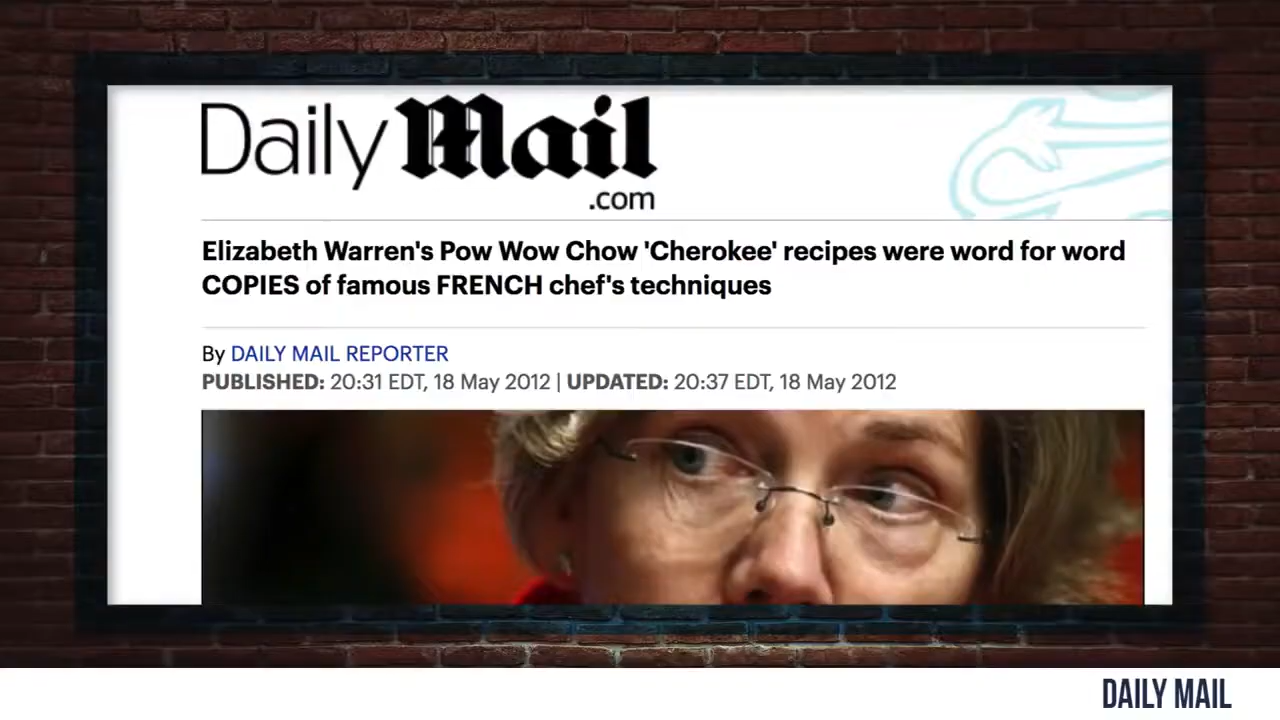 Daily Mail
.com
Elizabeth Warren's Pow Wow Chow 'Cherokee' recipes were word for word
COPIES of famous FRENCH chef's techniques
By DAILY MAIL REPORTER
PUBLISHED: 20:31 EDT, 18 May 2012 | UPDATED: 20:37 EDT, 18 May 2012
DAILY MAIL